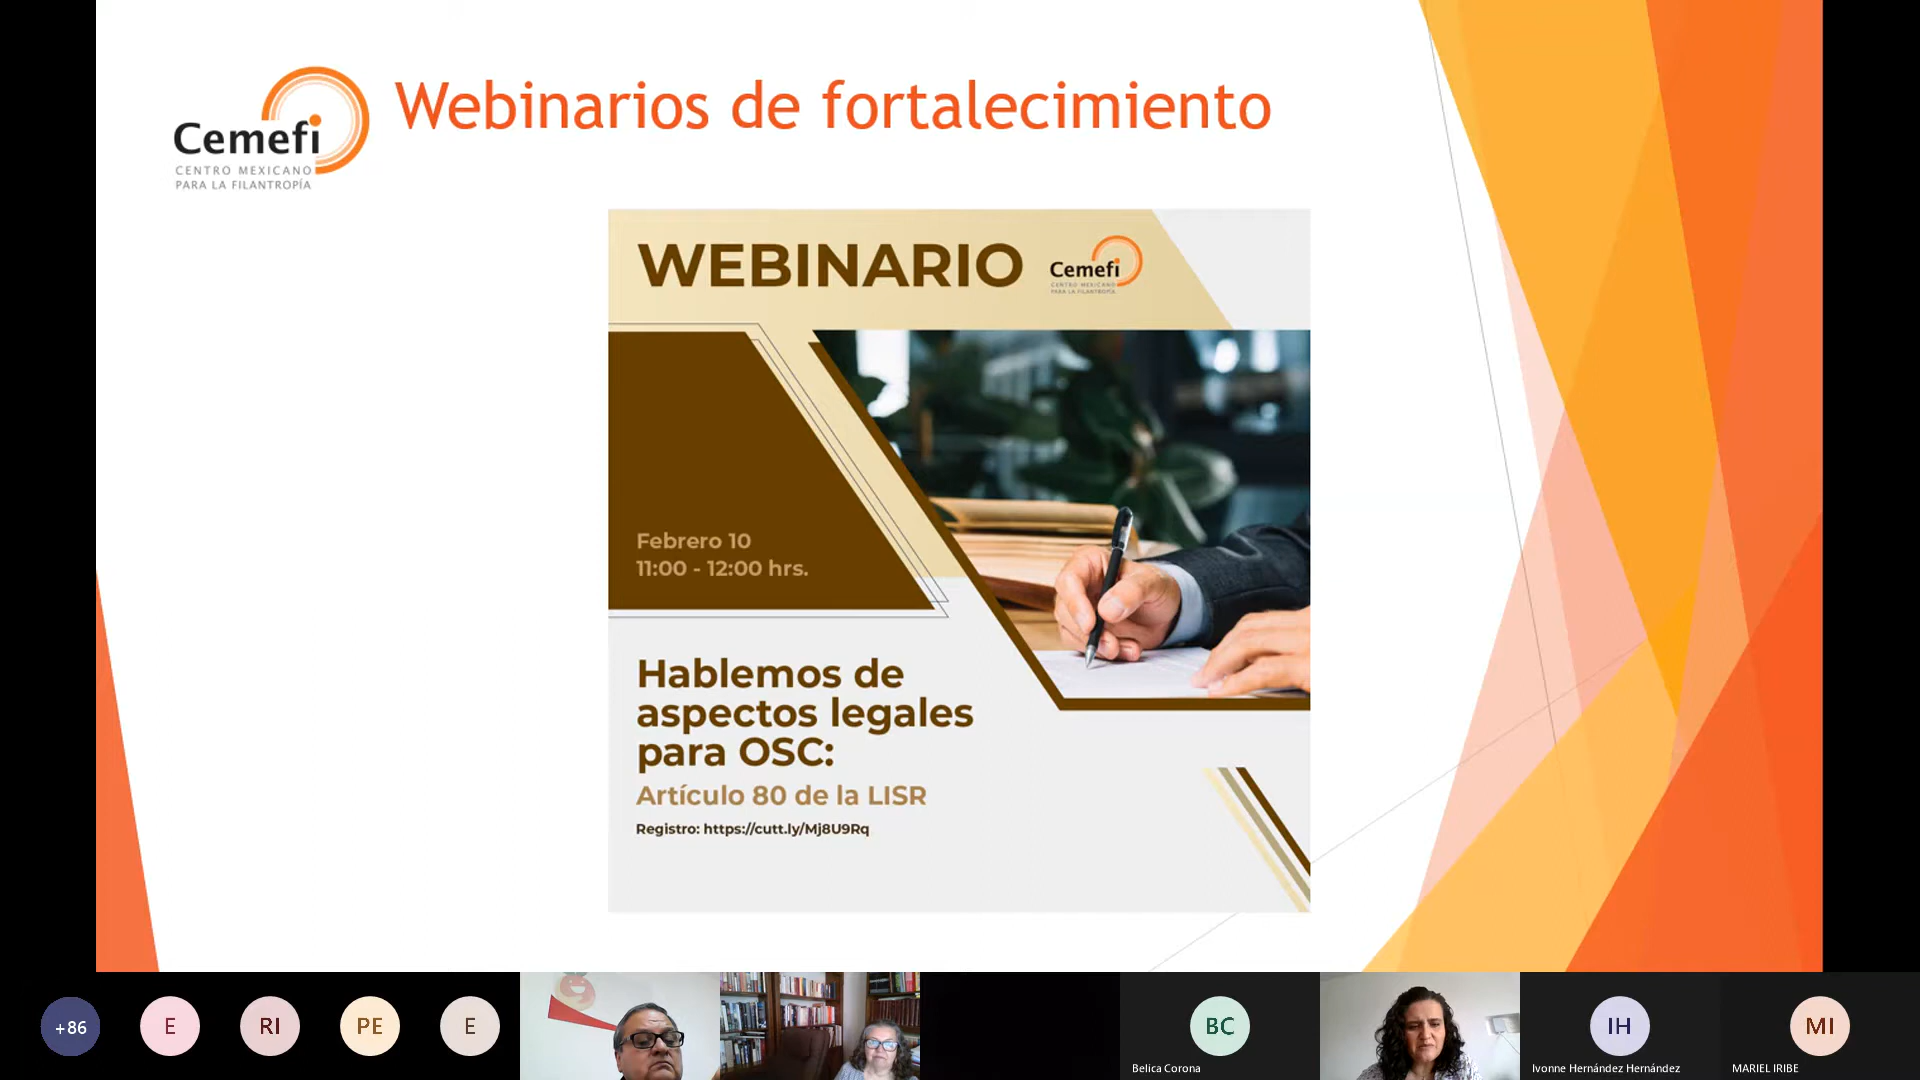 Cemefi
CENTRO MEXICANO
PARA LA FILANTROPÍA
Webinarios de fortalecimiento
WEBINARIO
Cemefi
CENTRO MEXICANO
PARA LA FILANTROPÍA
Febrero 10
11:00 - 12:00 hrs.
Hablemos de
aspectos legales
para OSC:
Artículo 80 de la LISR
Registro: https://cutt.ly/Mj8U9Rq
+86
E
RI
PE
E
BC
Belica Corona
IH
Ivonne Hernández Hernández
MI
MARIEL IRIBE